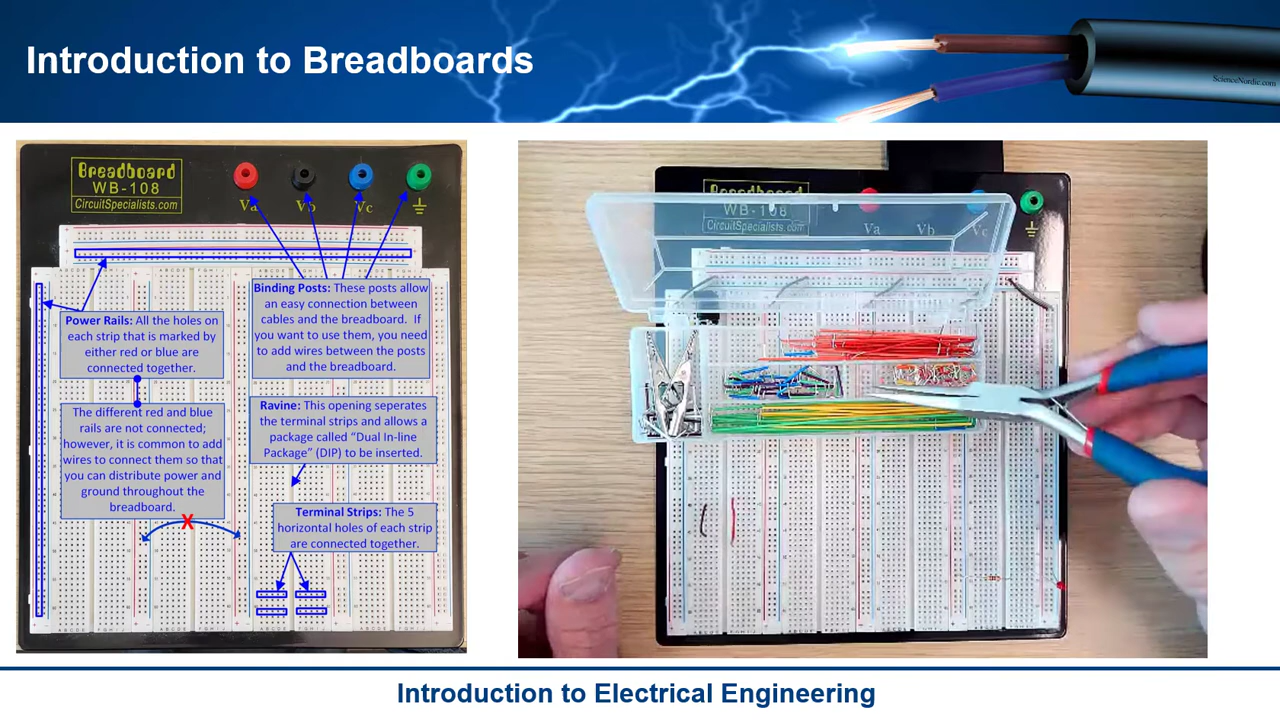 Introduction to Breadboards
ScienceNordic.com
Breadboard
WB-108
CircuitSpecialists.com
Va
Vb
Vc
Binding Posts: These posts allow
an easy connection between
cables and the breadboard. If
you want to use them, you need
to add wires between the posts
and the breadboard.
Power Rails: All the holes on
each strip that is marked by
either red or blue are
connected together.
The different red and blue
rails are not connected;
however, it is common to add
wires to connect them so that
you can distribute power and
ground throughout the
breadboard.
X
Ravine: This opening seperates
the terminal strips and allows a
package called “Dual In-line
Package” (DIP) to be inserted.
Terminal Strips: The 5
horizontal holes of each strip
are connected together.
Breadboard
WB-108
CircuitSpecialists.com
Va
Vb
Vc
Introduction to Electrical Engineering